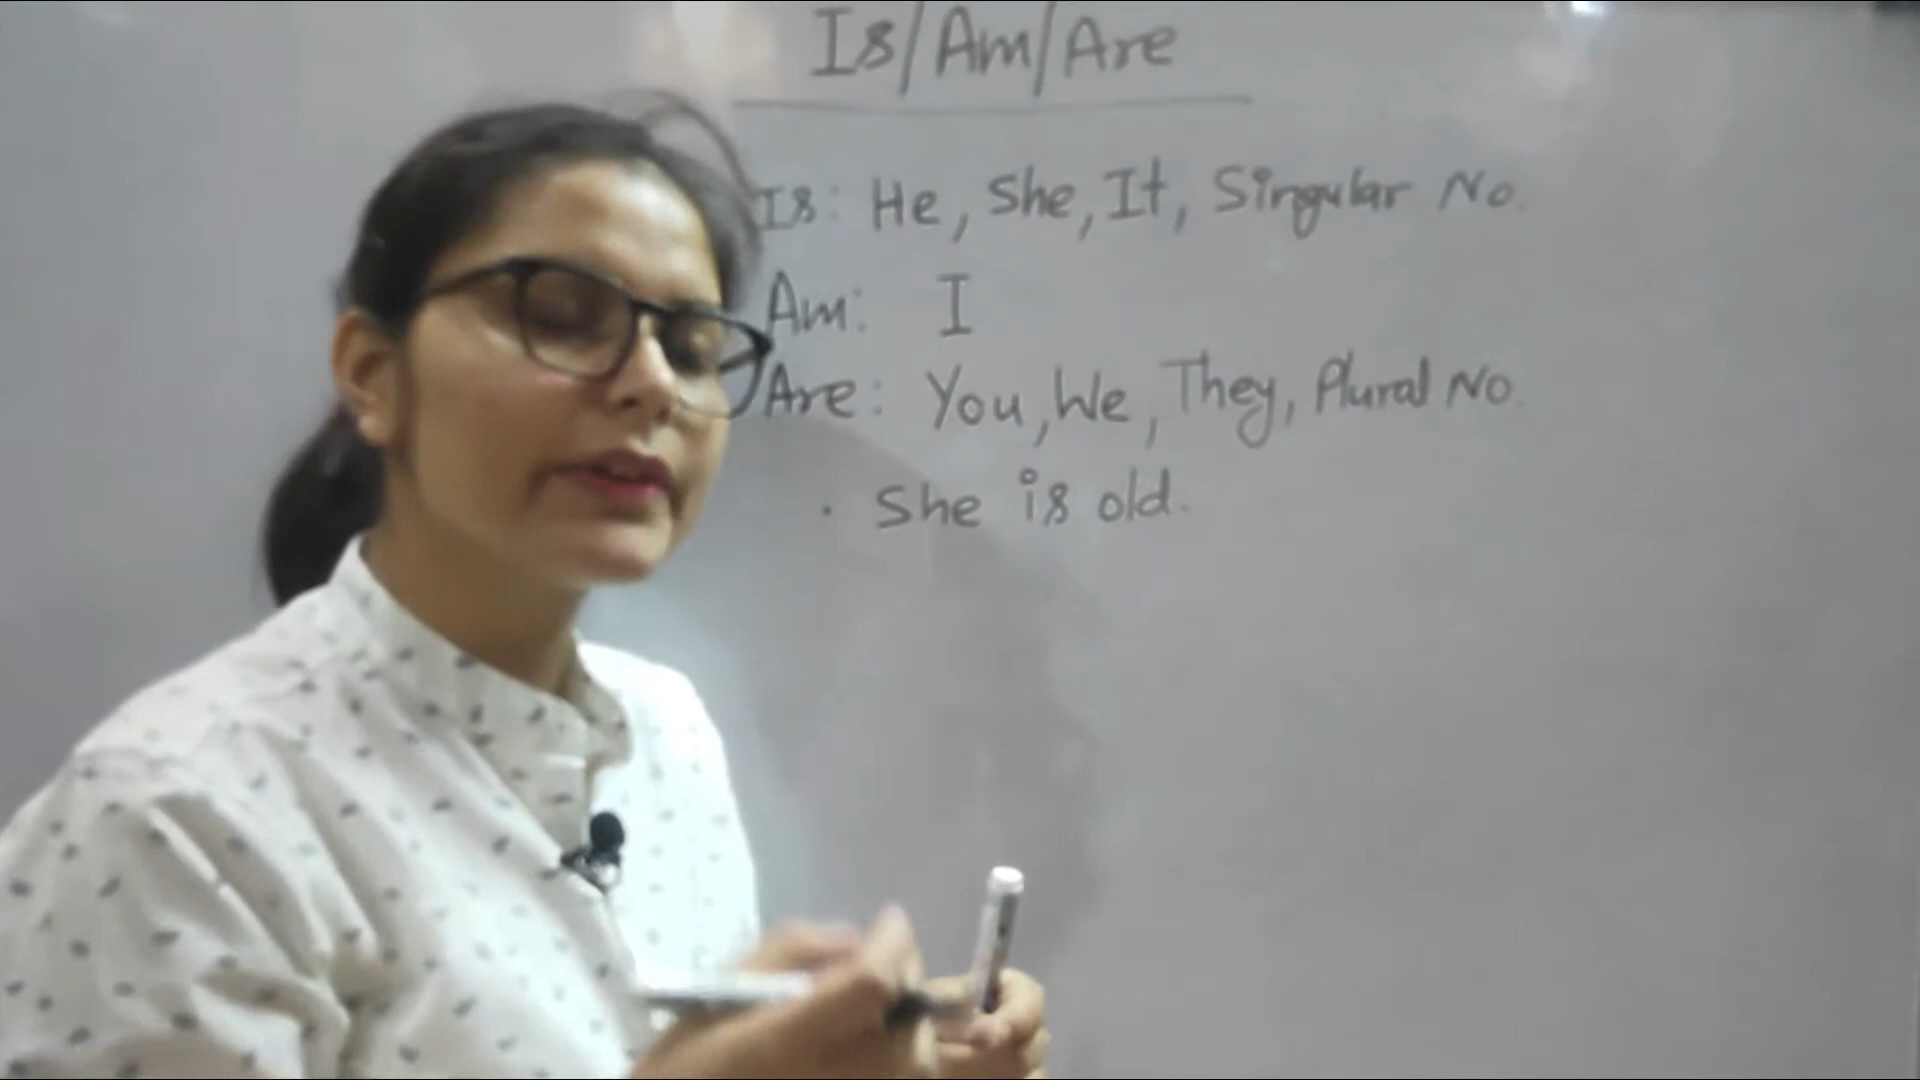 Is/Am/Are
Is: He, She, It, Singular No.
Am: I
Are: You, We, They, Plural No.
· She is old.